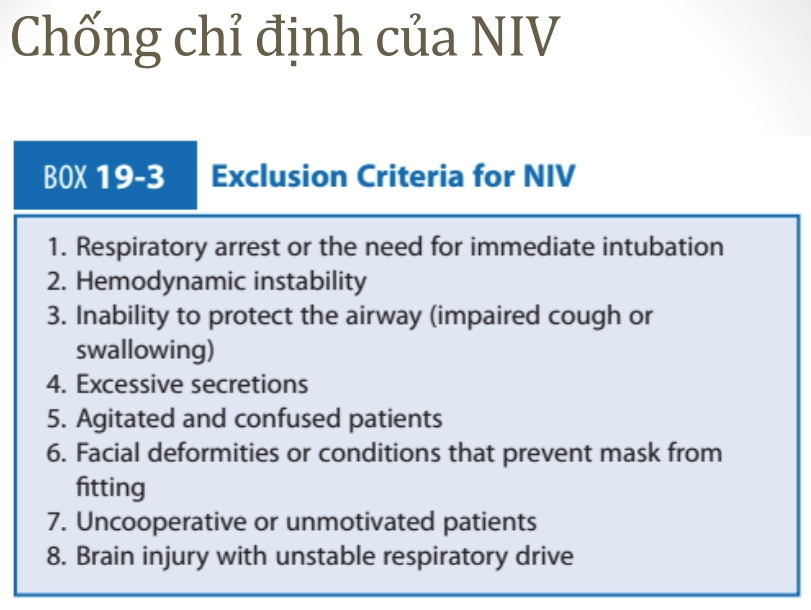 Chống chỉ định của NIV
BOX 19-3 Exclusion Criteria for NIV
1. Respiratory arrest or the need for immediate intubation
2. Hemodynamic instability
3. Inability to protect the airway (impaired cough or
swallowing)
4. Excessive secretions
5. Agitated and confused patients
6. Facial deformities or conditions that prevent mask from
fitting
7. Uncooperative or unmotivated patients
8. Brain injury with unstable respiratory drive